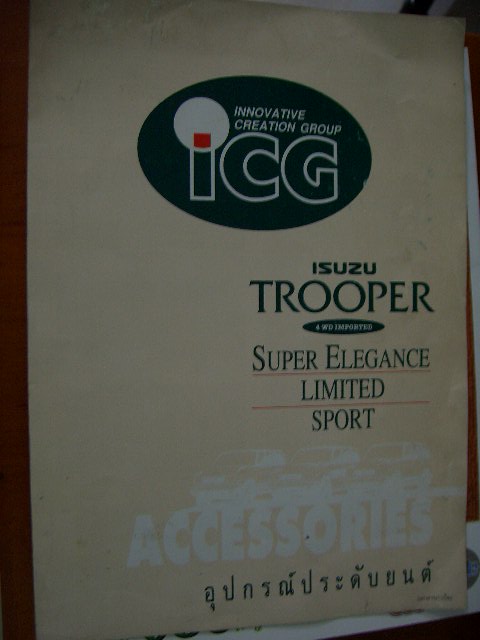 INNOVATIVE
CREATION GROUP
iCG
ISUZU
TROOPER
4 WD IMPORTED
SUPER ELEGANCE
LIMITED
SPORT
ACCESSORIES
อุปกรณ์ประดับยนต์